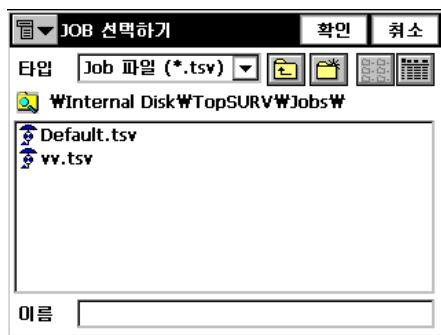 JOB 선택하기 확인 취소
타입 Job 파일 (*.tsv)
₩Internal Disk₩TopSURV₩Jobs₩
Default.tsv
vv.tsv
이름